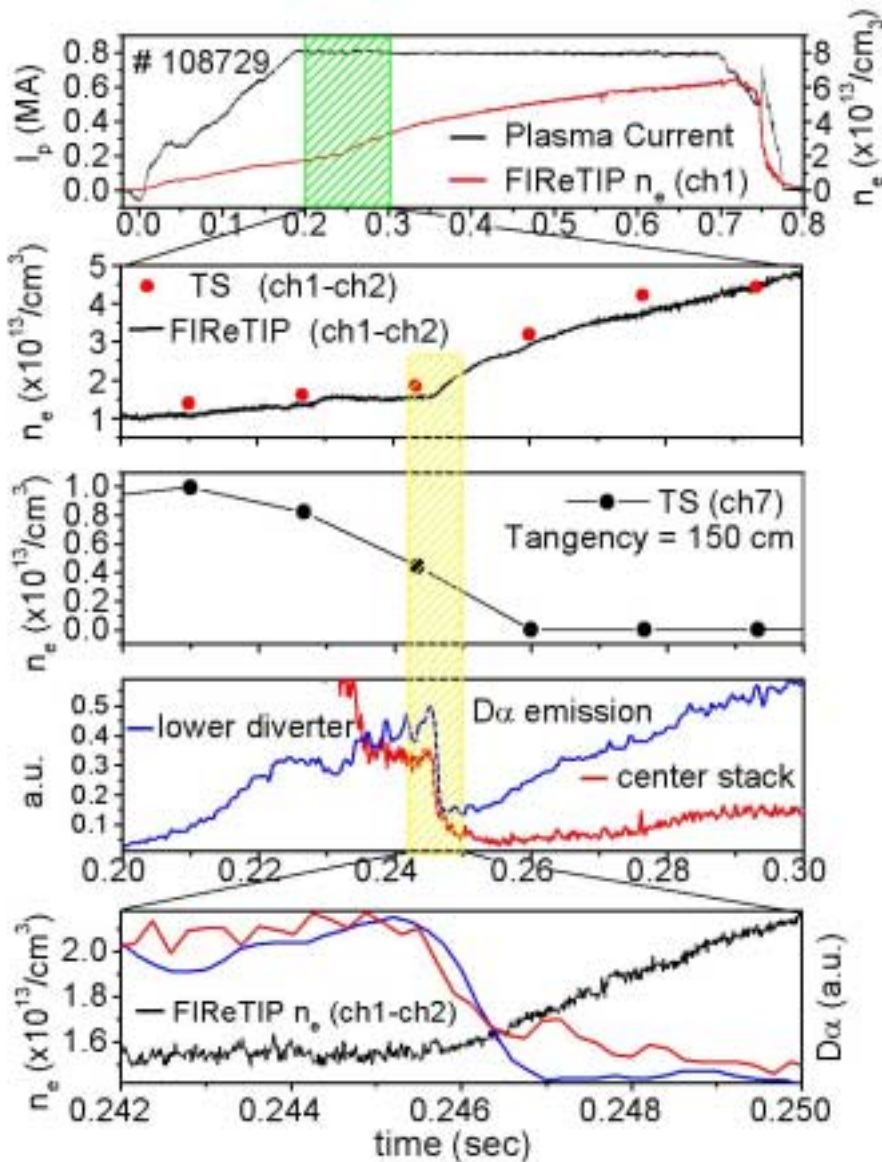 # 108729
I_p (MA)
0.8
0.6
0.4
0.2
0.0
8
6
4
2
0
n_e (x10^13/cm^3)
Plasma Current
FIReTIP n_e (ch1)
0.0 0.1 0.2 0.3 0.4 0.5 0.6 0.7 0.8
n_e (x10^13/cm^3)
5
4
3
2
1
TS (ch1-ch2)
FIReTIP (ch1-ch2)
n_e (x10^13/cm^3)
1.0
0.8
0.6
0.4
0.2
0.0
TS (ch7)
Tangency = 150 cm
a.u.
0.5
0.4
0.3
0.2
0.1
lower diverter
Dα emission
center stack
0.20 0.22 0.24 0.26 0.28 0.30
n_e (x10^13/cm^3)
2.0
1.8
1.6
FIReTIP n_e (ch1-ch2)
Dα (a.u.)
0.242 0.244 0.246 0.248 0.250
time (sec)